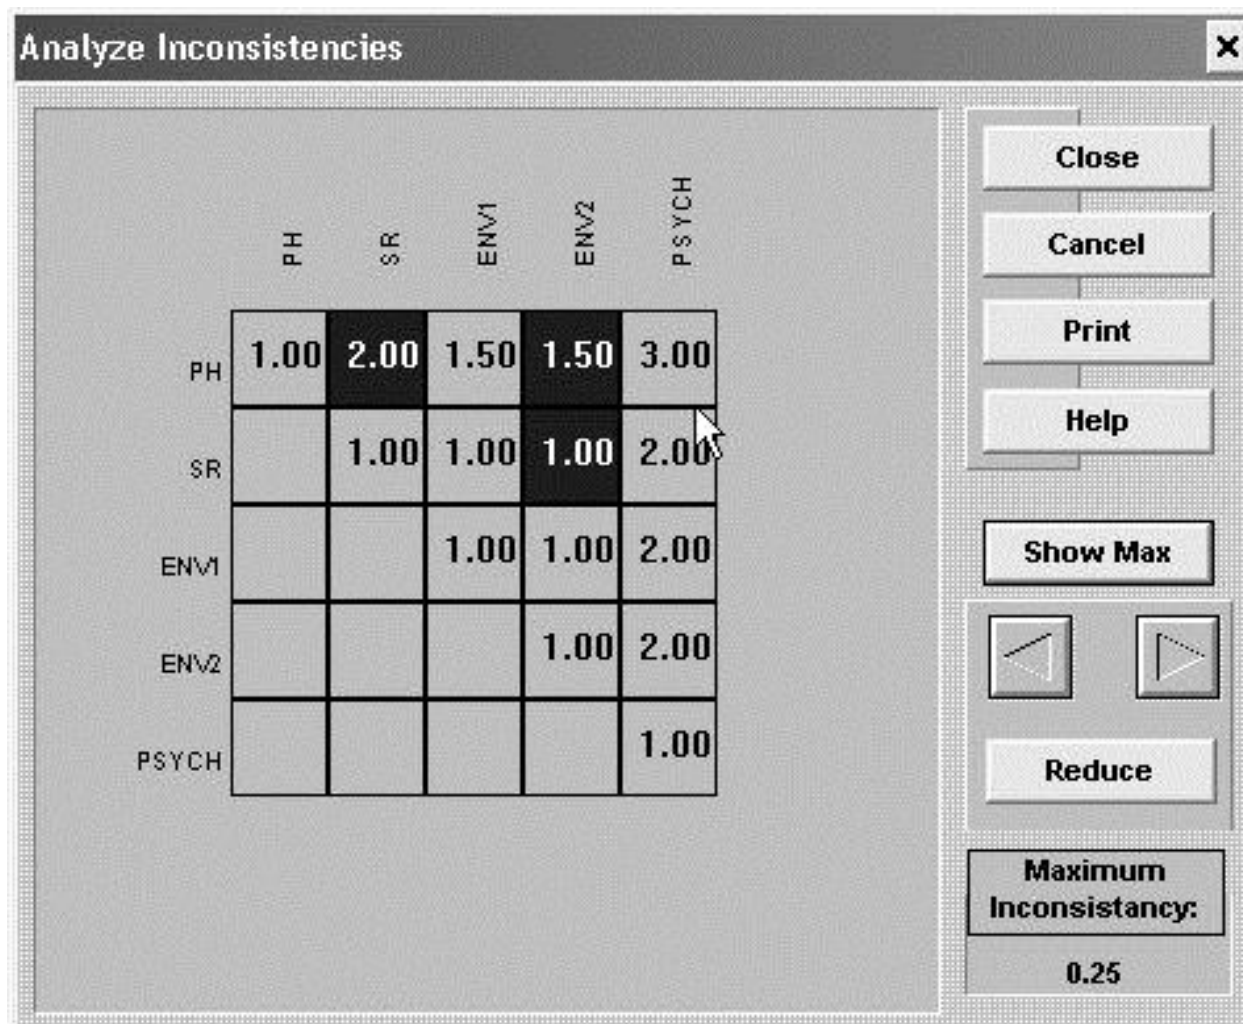 Analyze Inconsistencies
Close
Cancel
Print
Help
Show Max
Reduce
Maximum
Inconsistancy:
0.25
PH SR ENV1 ENV2 PSYCH
PH 1.00 2.00 1.50 1.50 3.00
SR 1.00 1.00 1.00 2.00
ENV1 1.00 1.00 2.00
ENV2 1.00 2.00
PSYCH 1.00